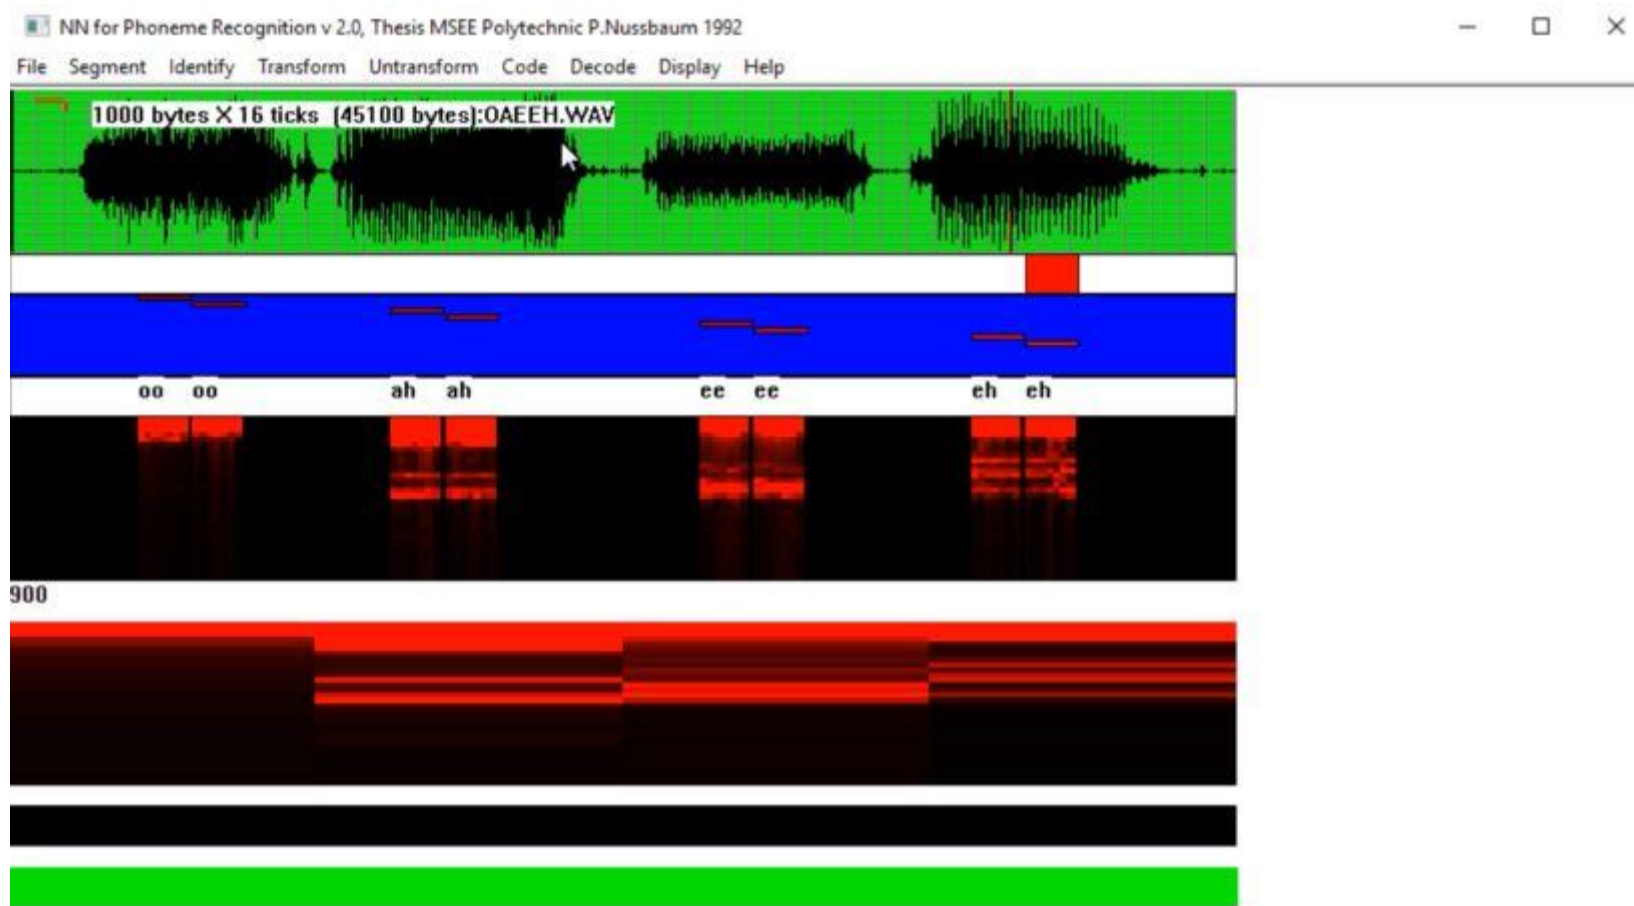 NN for Phoneme Recognition v 2.0, Thesis MSEE Polytechnic P.Nussbaum 1992
File Segment Identify Transform Untransform Code Decode Display Help
1000 bytes X 16 ticks (45100 bytes):OAEEH.WAV
oo oo ah ah ee ee eh eh
900